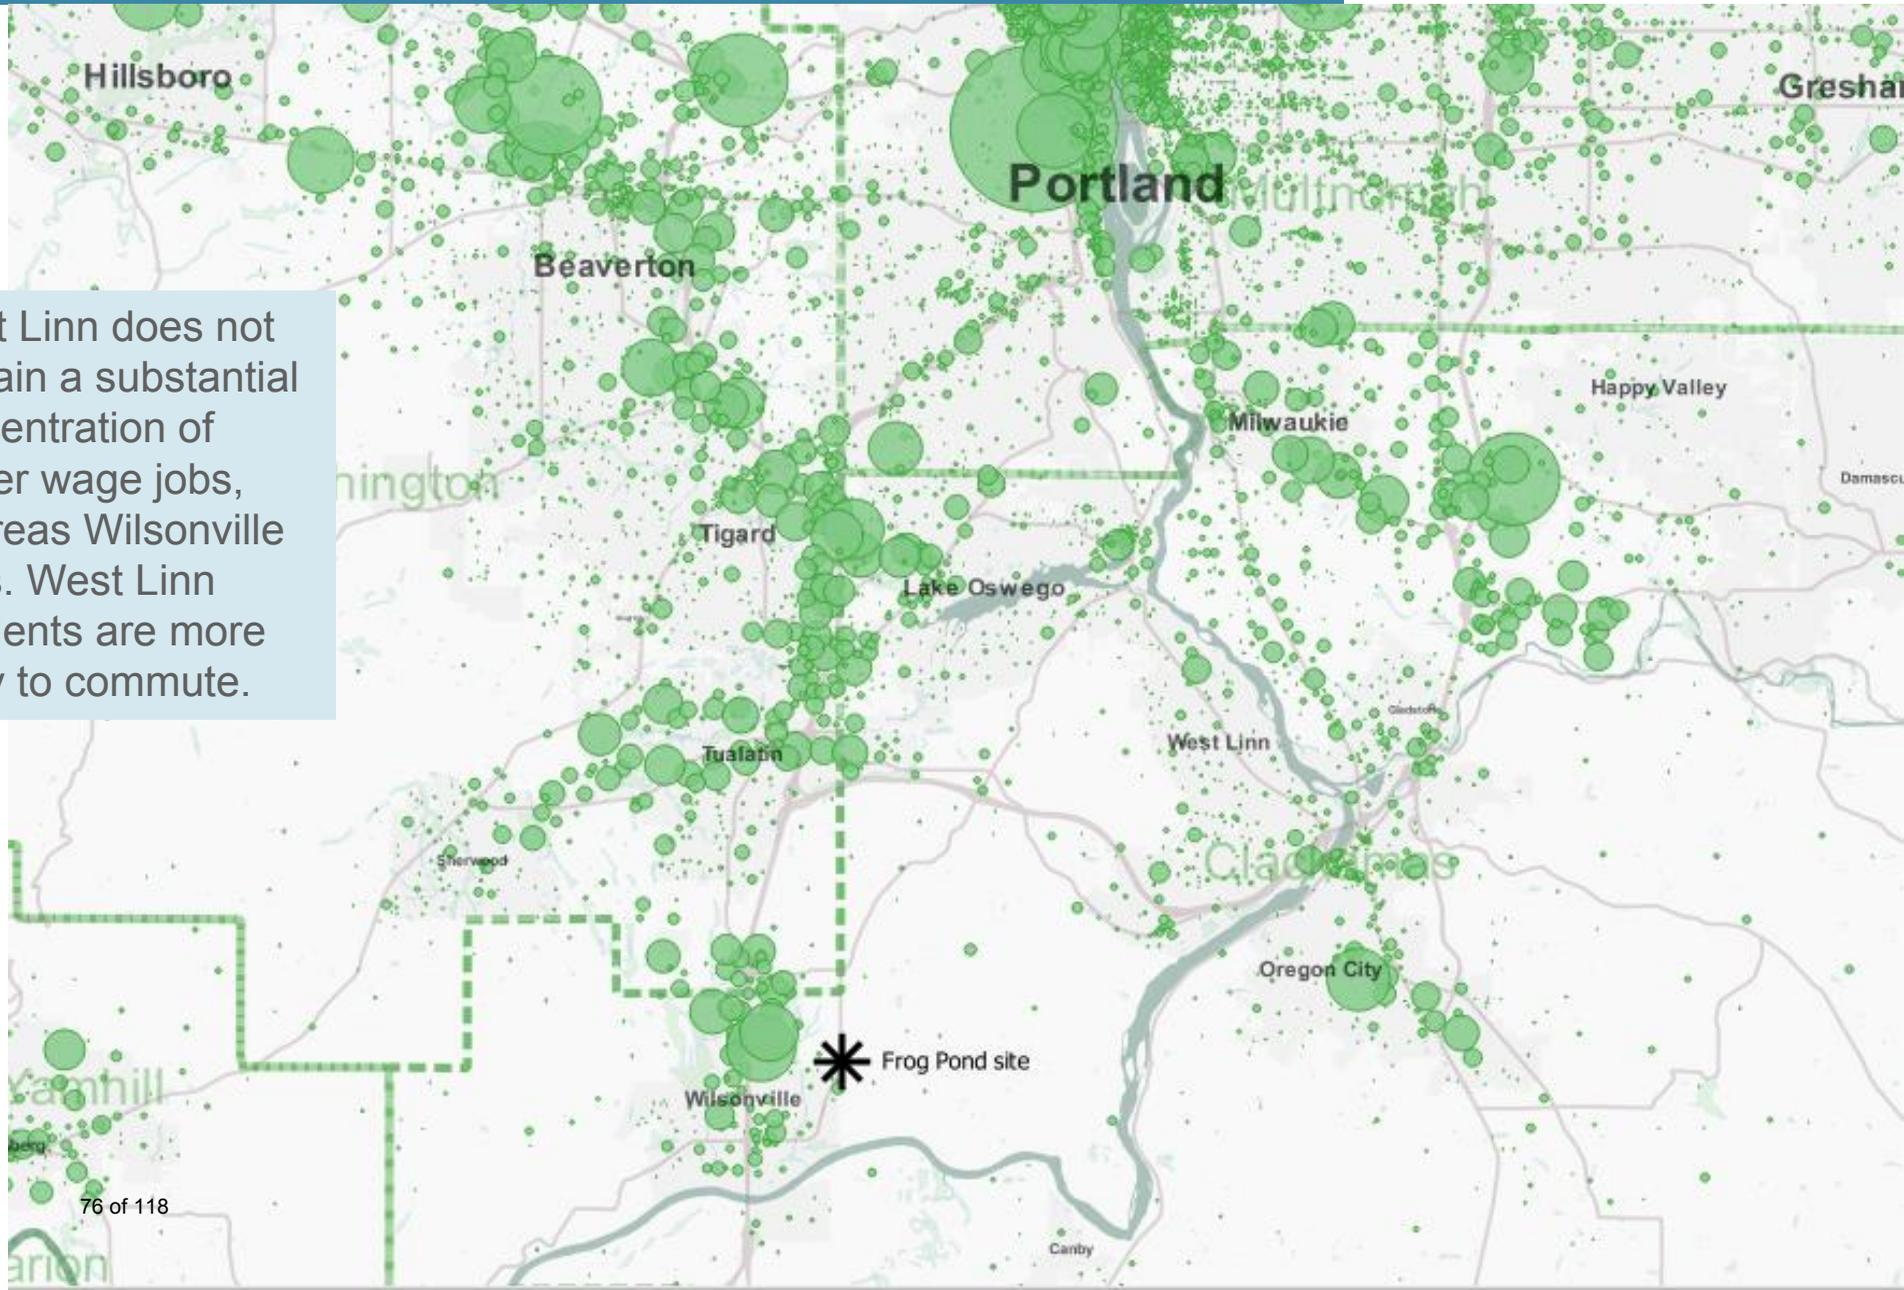 Hillsboro
Gresha
Portland
Multnomah
Beaverton
t Linn does not
ain a substantial
entration of
er wage jobs,
reas Wilsonville
s. West Linn
ents are more
y to commute.
Happy Valley
Milwaukie
hington
Damascu
Tigard
Lake Oswego
Gladstone
West Linn
Tualatin
Sherwood
Clackamas
Oregon City
Frog Pond site
Yamhill
Wilsonville
berg
76 of 118
Canby
arion